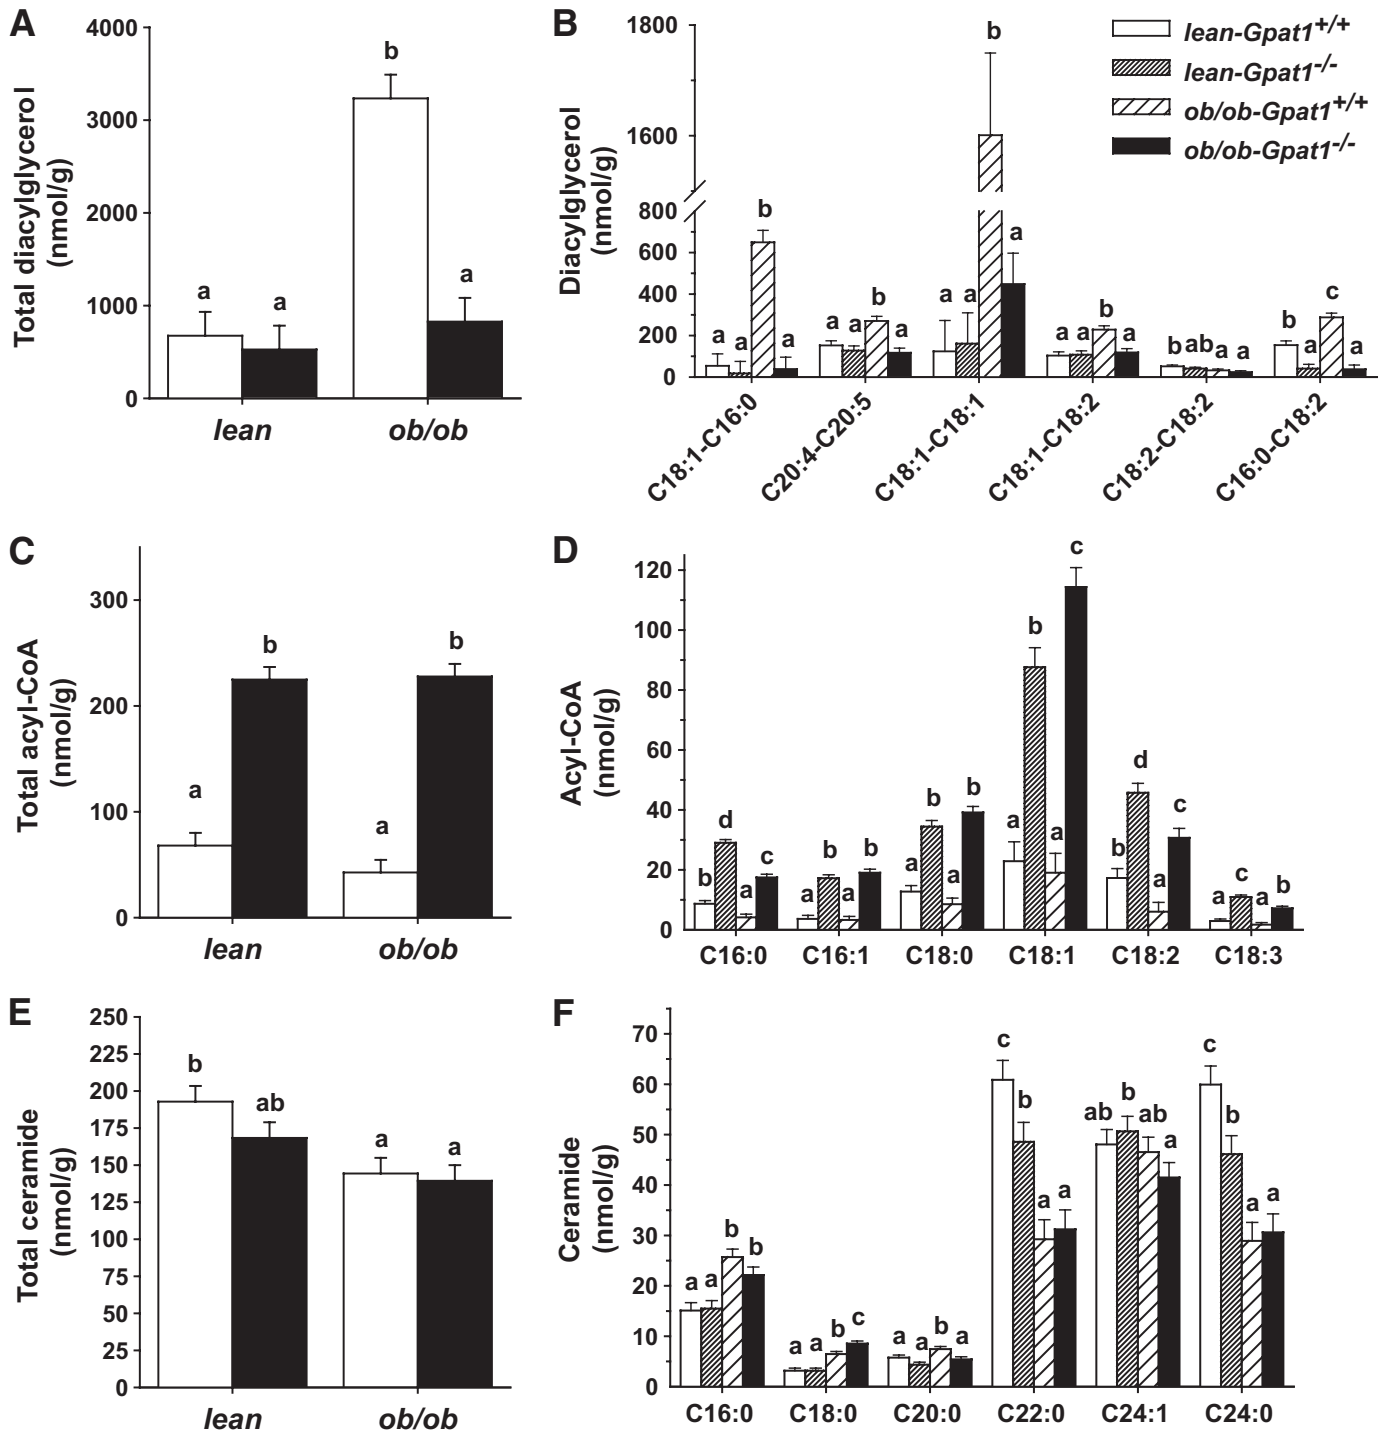 A
Total diacylglycerol
(nmol/g)
4000
3000
2000
1000
0
a
a
b
a
lean
ob/ob
B
Diacylglycerol
(nmol/g)
1800
1600
800
600
400
200
0
a
a
b
a
a
a
b
a
a
a
b
a
a
a
b
a
b
ab
a
a
b
a
c
a
C18:1-C16:0
C20:4-C20:5
C18:1-C18:1
C18:1-C18:2
C18:2-C18:2
C16:0-C18:2
lean-Gpat1+/+
lean-Gpat1-/-
ob/ob-Gpat1+/+
ob/ob-Gpat1-/-
C
Total acyl-CoA
(nmol/g)
300
200
100
0
a
b
a
b
lean
ob/ob
D
Acyl-CoA
(nmol/g)
120
100
80
60
40
20
0
b
d
a
c
a
b
a
b
a
b
a
b
a
b
a
c
b
d
a
c
a
c
a
b
C16:0
C16:1
C18:0
C18:1
C18:2
C18:3
E
Total ceramide
(nmol/g)
250
225
200
175
150
125
100
75
50
25
0
b
ab
a
a
lean
ob/ob
F
Ceramide
(nmol/g)
70
60
50
40
30
20
10
0
a
a
b
b
a
a
b
c
a
a
b
a
c
b
a
a
ab
b
ab
a
c
b
a
a
C16:0
C18:0
C20:0
C22:0
C24:1
C24:0